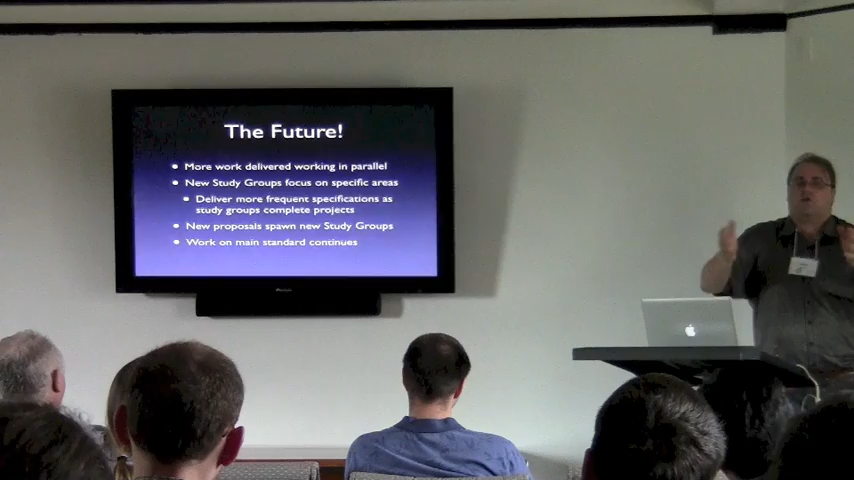 The Future!
• More work delivered working in parallel
• New Study Groups focus on specific areas
• Deliver more frequent specifications as
study groups complete projects
• New proposals spawn new Study Groups
• Work on main standard continues